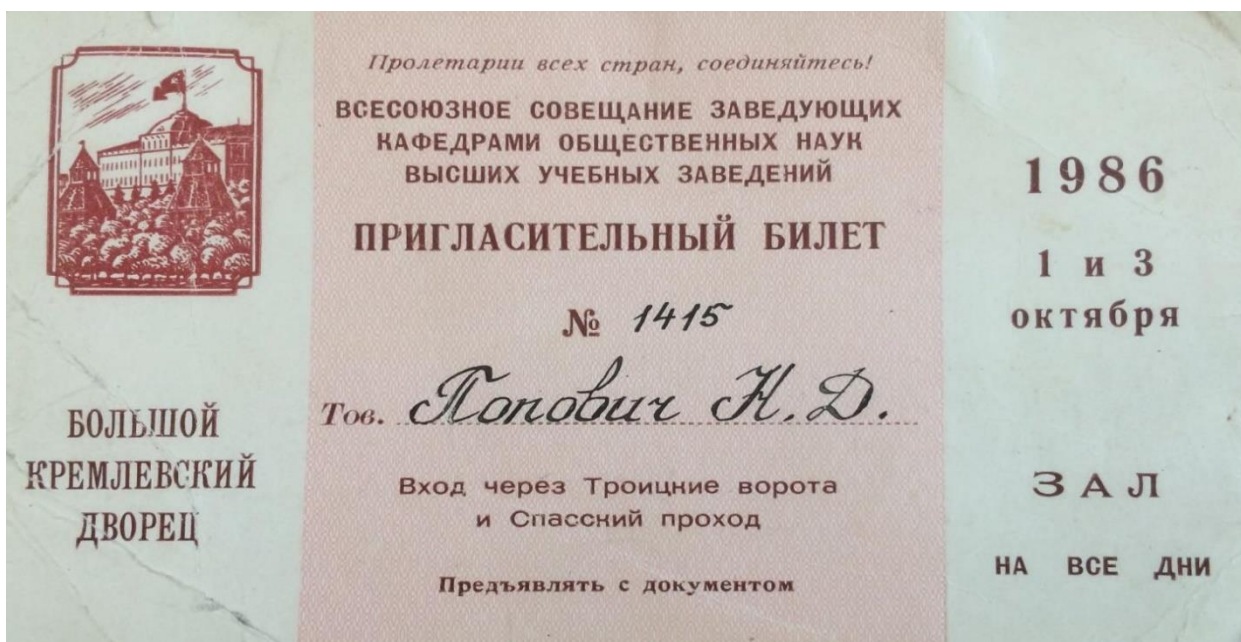 Пролетарии всех стран, соединяйтесь!
ВСЕСОЮЗНОЕ СОВЕЩАНИЕ ЗАВЕДУЮЩИХ
КАФЕДРАМИ ОБЩЕСТВЕННЫХ НАУК
ВЫСШИХ УЧЕБНЫХ ЗАВЕДЕНИЙ
ПРИГЛАСИТЕЛЬНЫЙ БИЛЕТ
№ 1415
Тов. Попович Н. Д.
Вход через Троицкие ворота
и Спасский проход
Предъявлять с документом
БОЛЬШОЙ
КРЕМЛЕВСКИЙ
ДВОРЕЦ
1986
1 и 3
октября
ЗАЛ
НА ВСЕ ДНИ